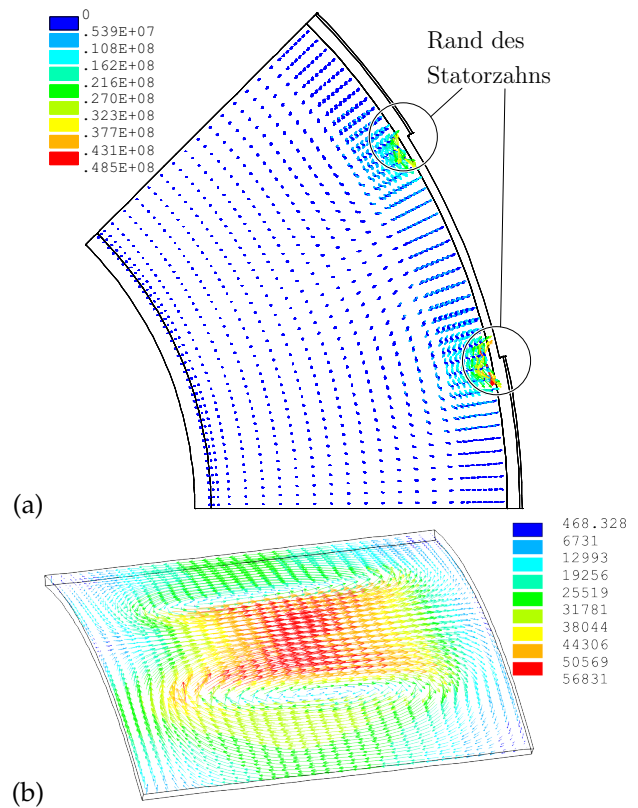 0
.539E+07
.108E+08
.162E+08
.216E+08
.270E+08
.323E+08
.377E+08
.431E+08
.485E+08
Rand des
Statorzahns
(a)
468.328
6731
12993
19256
25519
31781
38044
44306
50569
56831
(b)